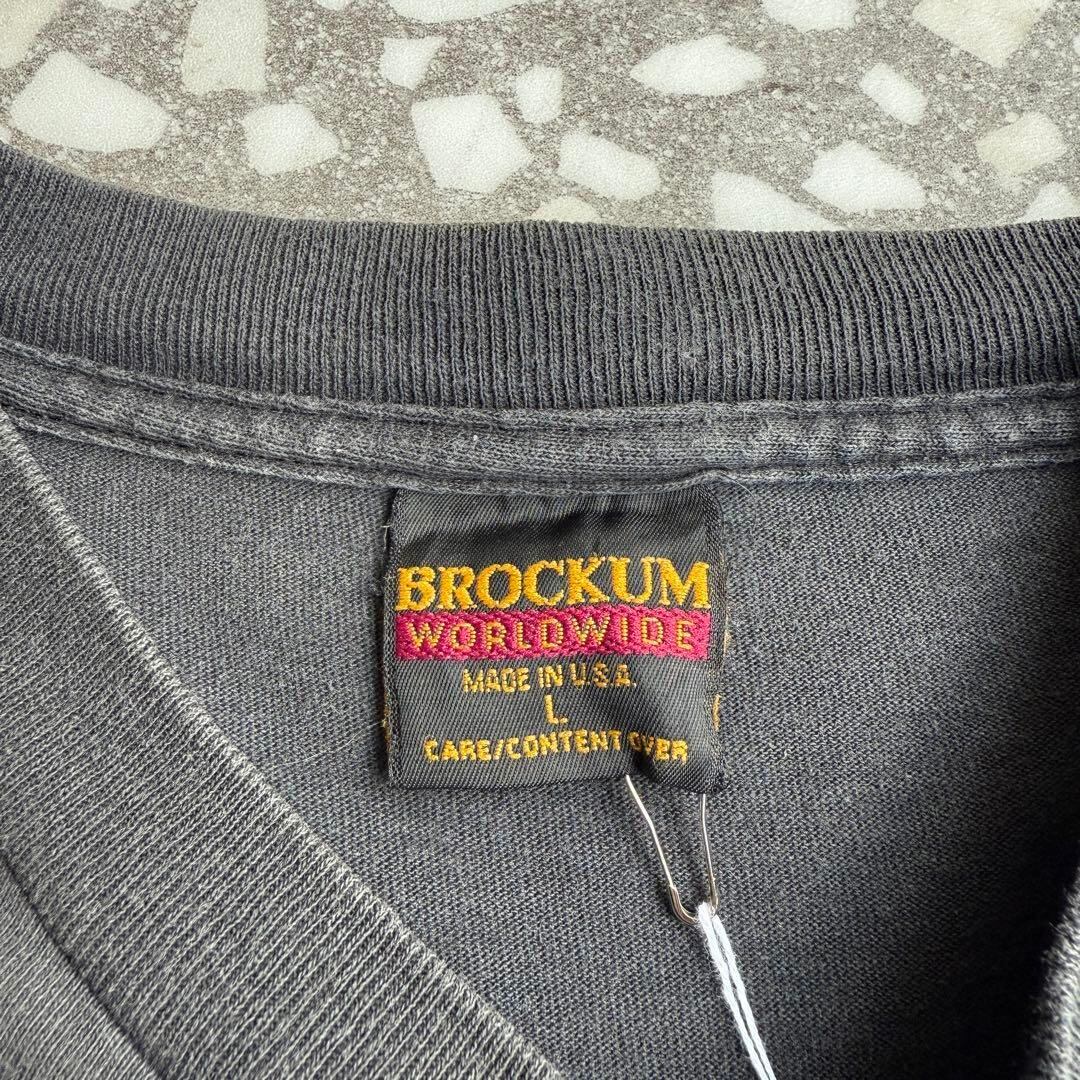 BROCKUM
WORLDWIDE
MADE IN U.S.A.
L.
CARE/CONTENT OVER